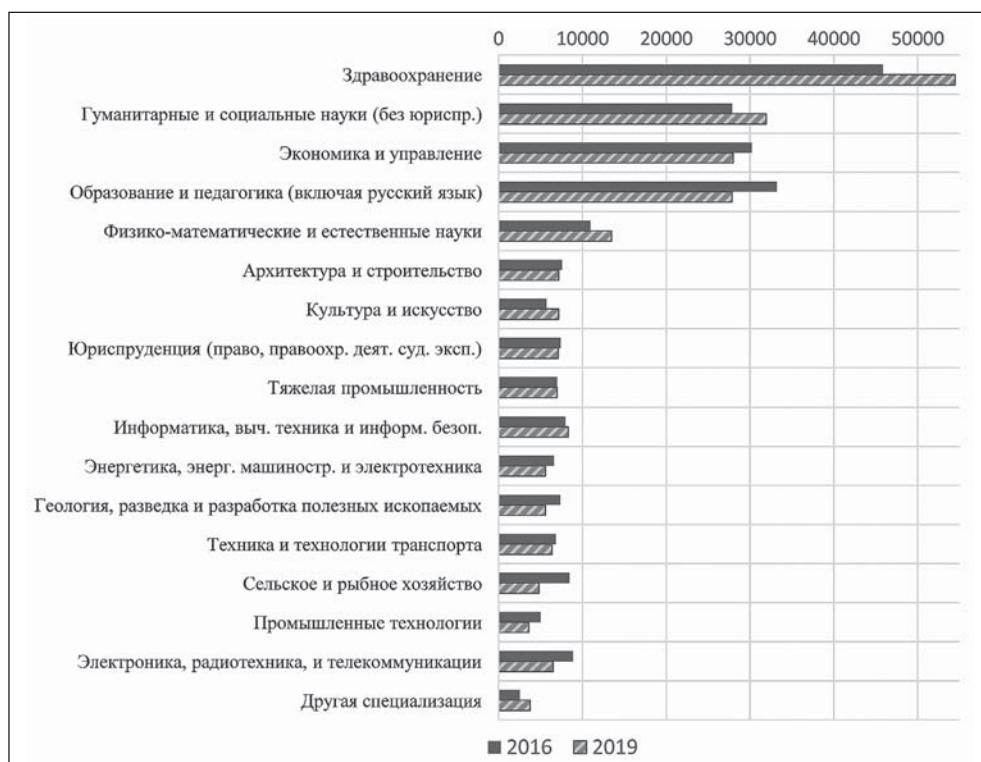 0 10000 20000 30000 40000 50000
Здравоохранение
Гуманитарные и социальные науки (без юриспр.)
Экономика и управление
Образование и педагогика (включая русский язык)
Физико-математические и естественные науки
Архитектура и строительство
Культура и искусство
Юриспруденция (право, правоохр. деят. суд. эксп.)
Тяжелая промышленность
Информатика, выч. техника и информ. безоп.
Энергетика, энерг. машиностр. и электротехника
Геология, разведка и разработка полезных ископаемых
Техника и технологии транспорта
Сельское и рыбное хозяйство
Промышленные технологии
Электроника, радиотехника, и телекоммуникации
Другая специализация
2016 2019